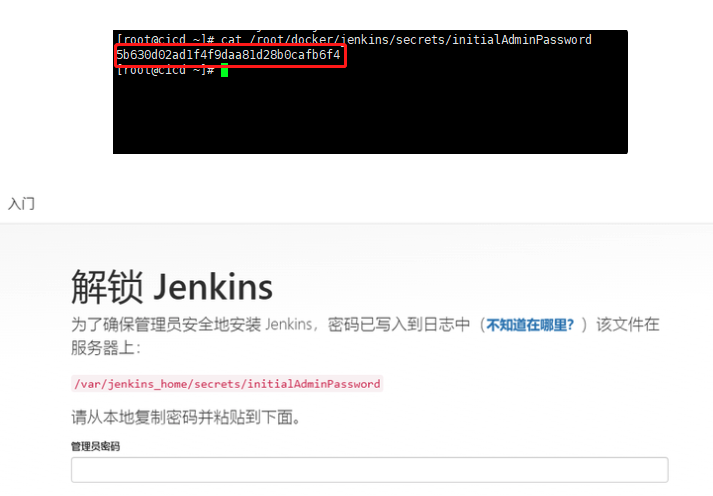 [root@cicd ~]# cat /root/docker/jenkins/secrets/initialAdminPassword
5b630d02ad1f4f9daa81d28b0cafb6f4
[root@cicd ~]#
入门
解锁 Jenkins
为了确保管理员安全地安装 Jenkins，密码已写入到日志中（不知道在哪里？）该文件在
服务器上：
/var/jenkins_home/secrets/initialAdminPassword
请从本地复制密码并粘贴到下面。
管理员密码